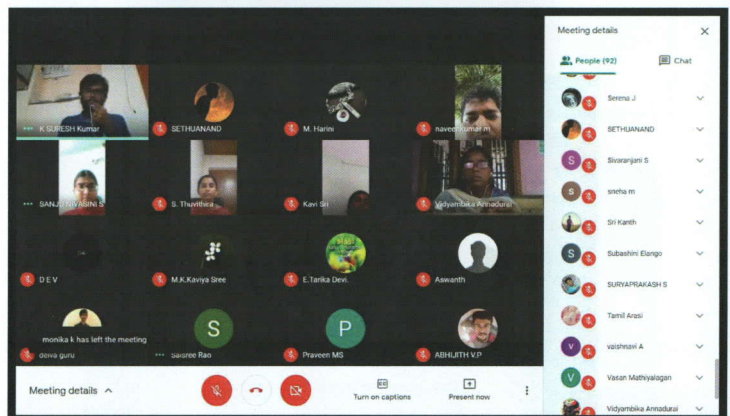 Meeting details
People (92)
Chat
K SURESH Kumar
SETHUANAND
M. Harini
naveen kumar m
SANJU NIVASINI S
S. Thuvithira
Kavi Sri
Vidyambika Annadurai
D E V
M.K.Kaviya Sree
E.Tarika Devi.
Aswanth
monika k has left the meeting
deiva guru
S
Saisree Rao
P
Praveen MS
ABHIJITH V.P
Serena J
SETHUANAND
S
Sivaranjani S
s
sneha m
Sri Kanth
S
Subashini Elango
SURYAPRAKASH S
Tamil Arasi
v
vaishnavi A
V
Vasan Mathiyalagan
Vidyambika Annadurai
Meeting details
Turn on captions
Present now